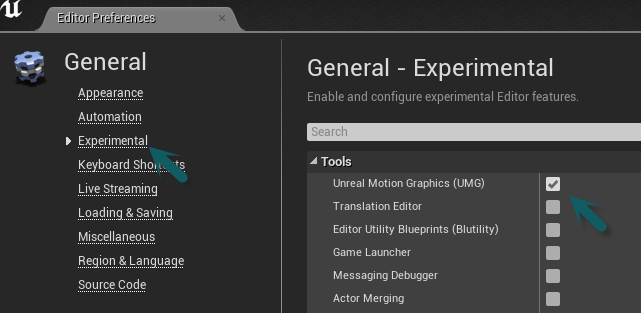 Editor Preferences
General
Appearance
Automation
Experimental
Keyboard Shortcuts
Live Streaming
Loading & Saving
Miscellaneous
Region & Language
Source Code
General - Experimental
Enable and configure experimental Editor features.
Search
Tools
Unreal Motion Graphics (UMG)
Translation Editor
Editor Utility Blueprints (Blutility)
Game Launcher
Messaging Debugger
Actor Merging